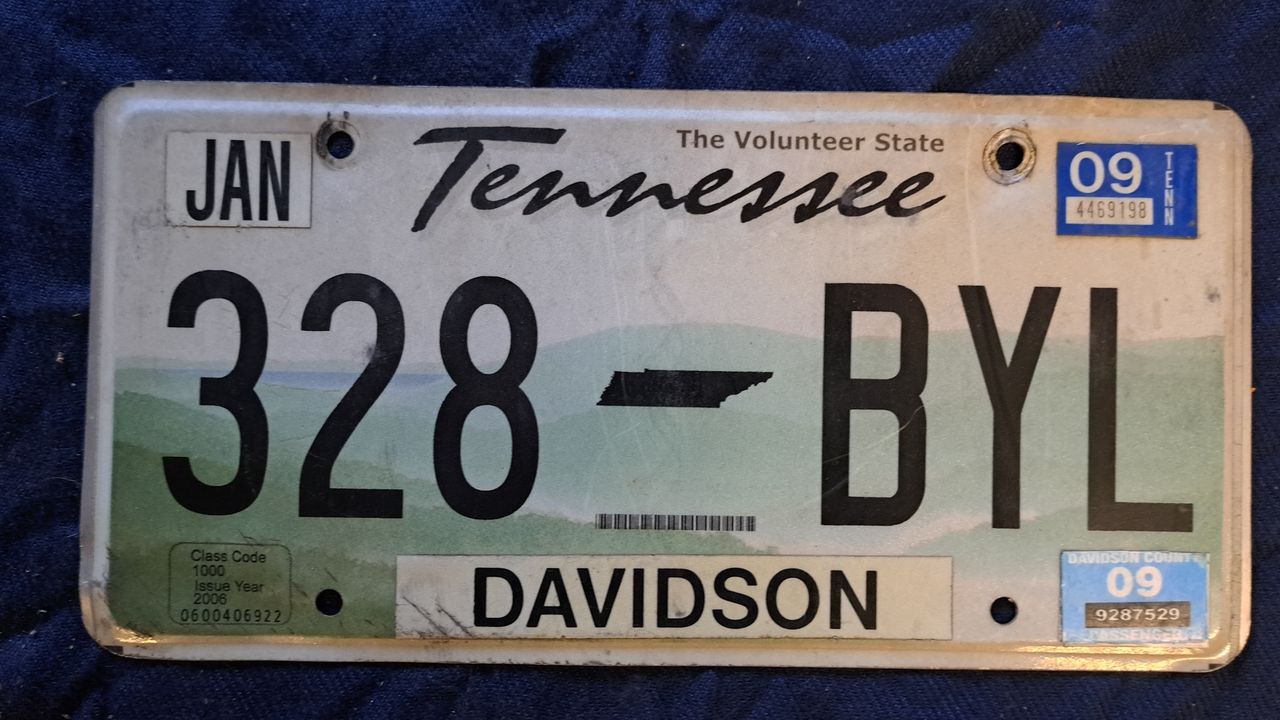 The Volunteer State
JAN
Tennessee
09
TENN
4469198
328 BYL
Class Code
1000
Issue Year
2006
0600406922
DAVIDSON
DAVIDSON COUNTY
09
9287529
PASSENGER